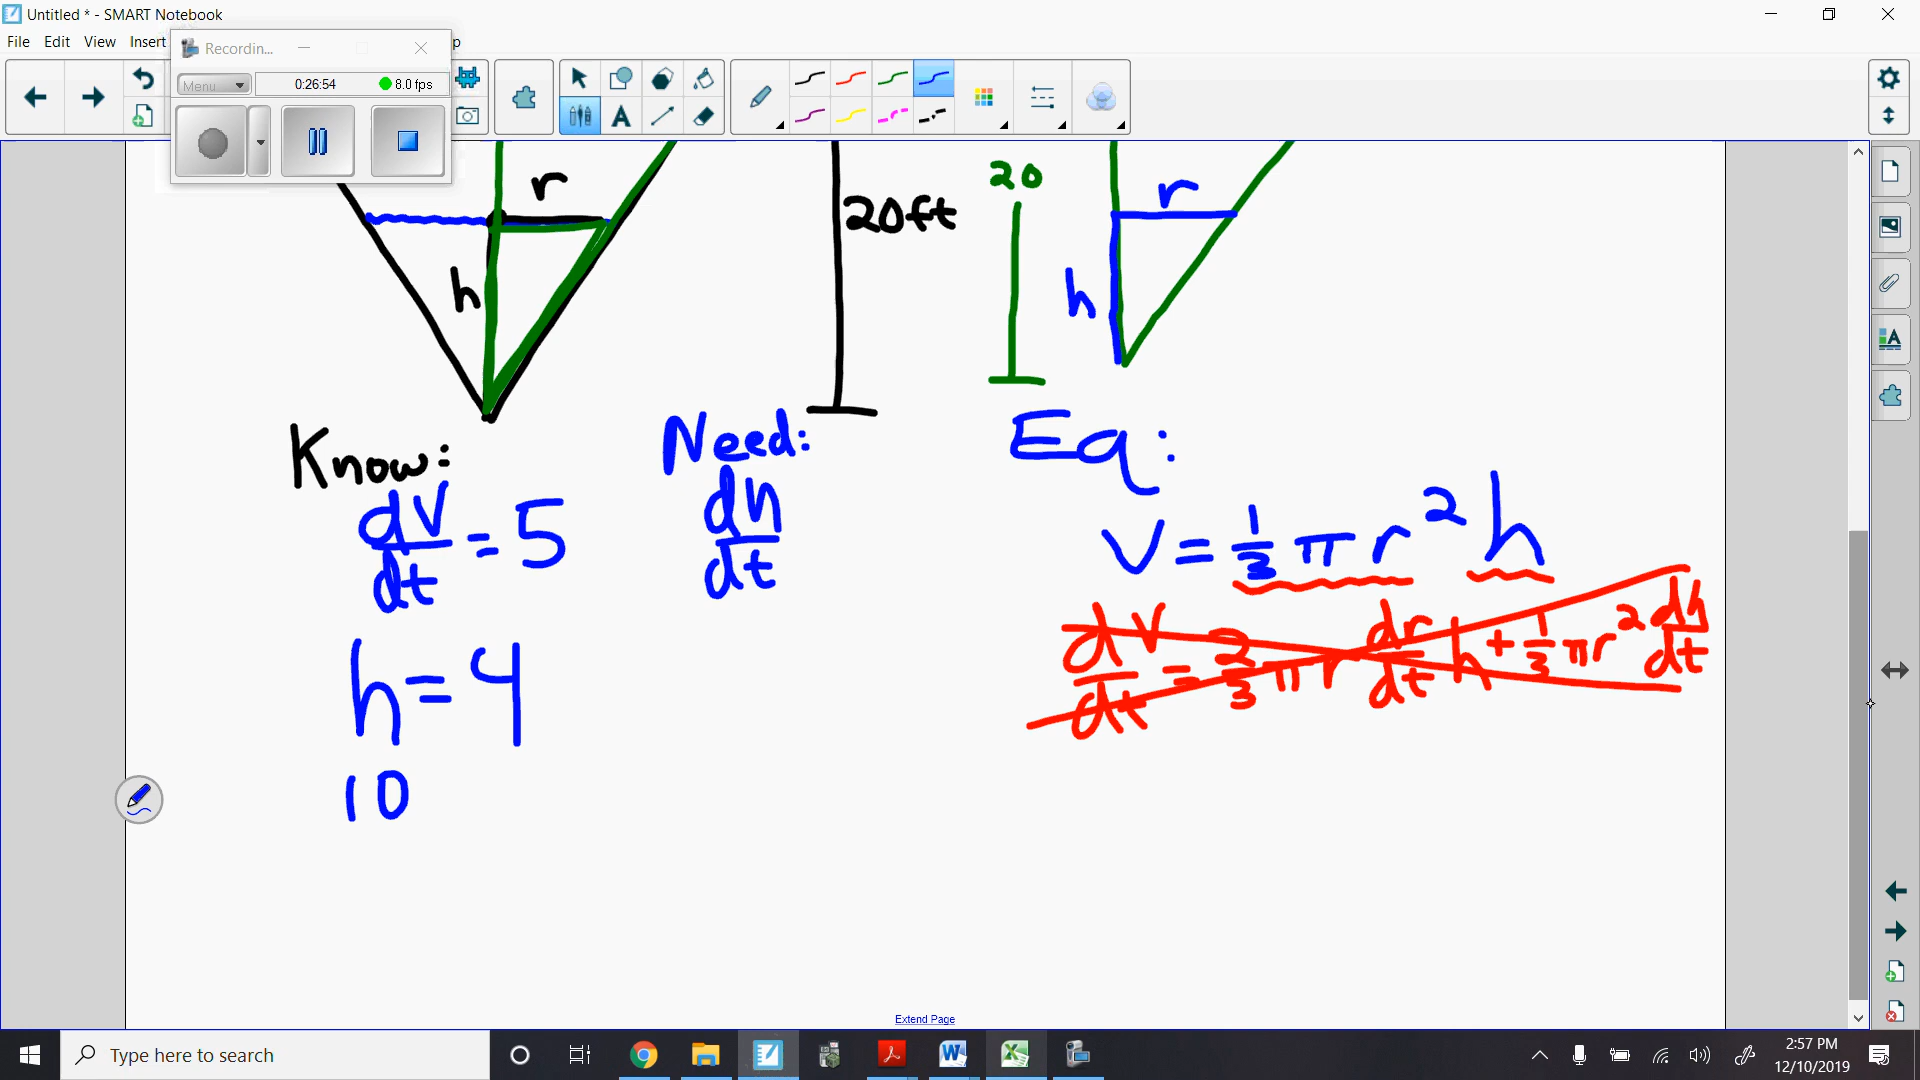 Untitled * - SMART Notebook
File Edit View Insert
Recordin...
p
Menu
0:26:54
8.0 fps
A
r
20ft
20
r
h
h
Know:
Need:
Eq:
dV/dt = 5
dh/dt
V = 1/3 π r² h
dV/dt = 2/3 π r dr/dt h + 1/3 π r² dh/dt
h = 4
10
Extend Page
Type here to search
2:57 PM
12/10/2019